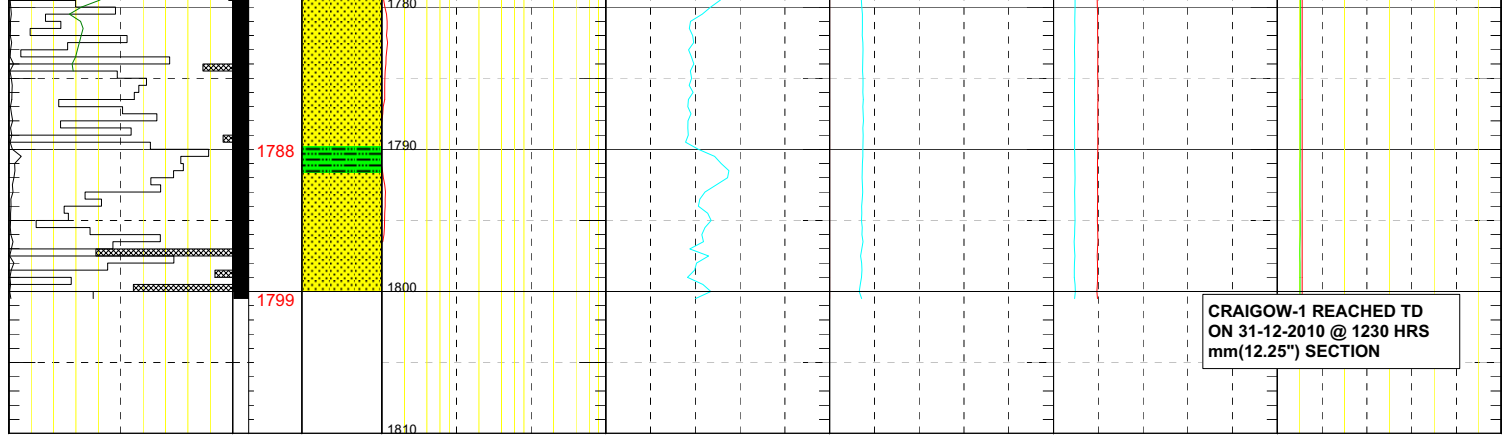 1780
1788
1790
1799
1800
CRAIGOW-1 REACHED TD
ON 31-12-2010 @ 1230 HRS
mm(12.25") SECTION
1810